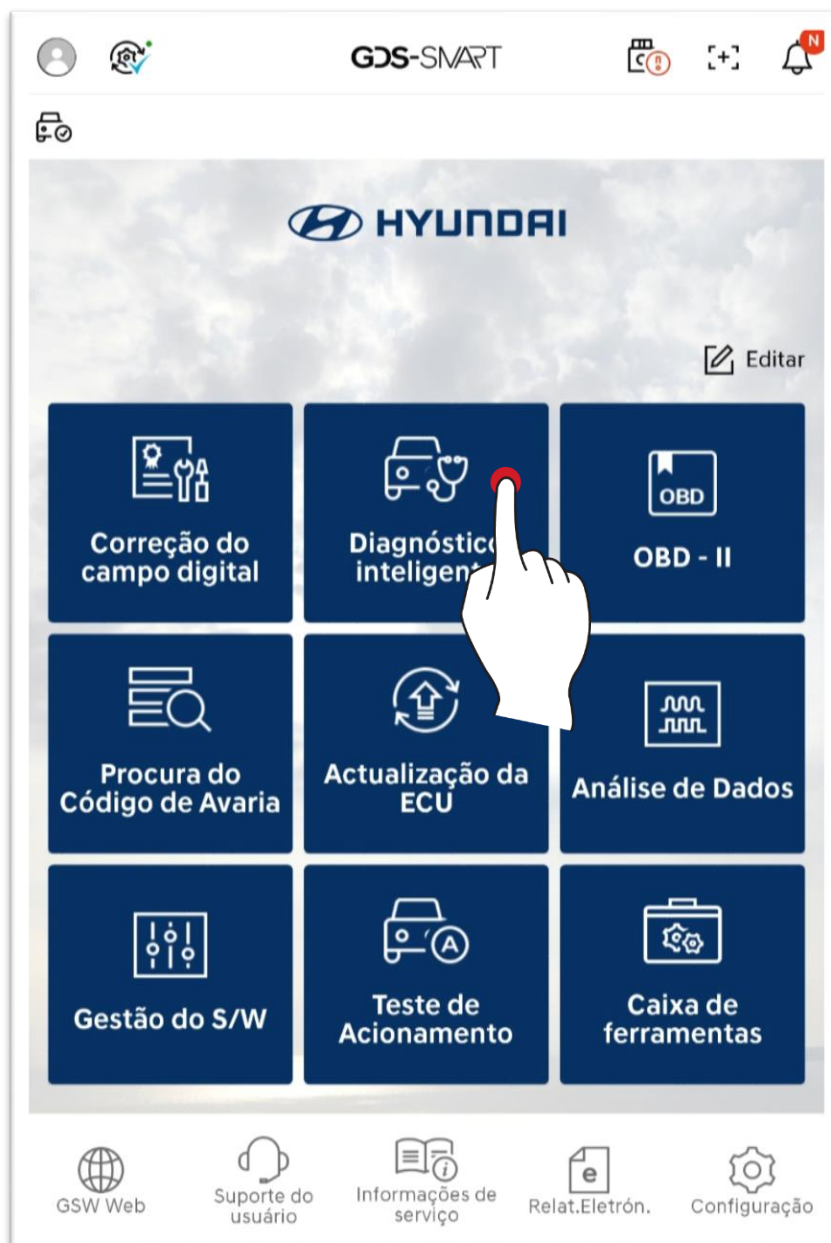 N
GDS-SMART
HYUNDAI
Editar
Correção do
campo digital
Diagnóstico
inteligen
OBD
OBD - II
Procura do
Código de Avaria
Actualização da
ECU
Análise de Dados
Gestão do S/W
A
Teste de
Acionamento
Caixa de
ferramentas
GSW Web
Suporte do
usuário
i
Informações de
serviço
e
Relat.Eletrón.
Configuração